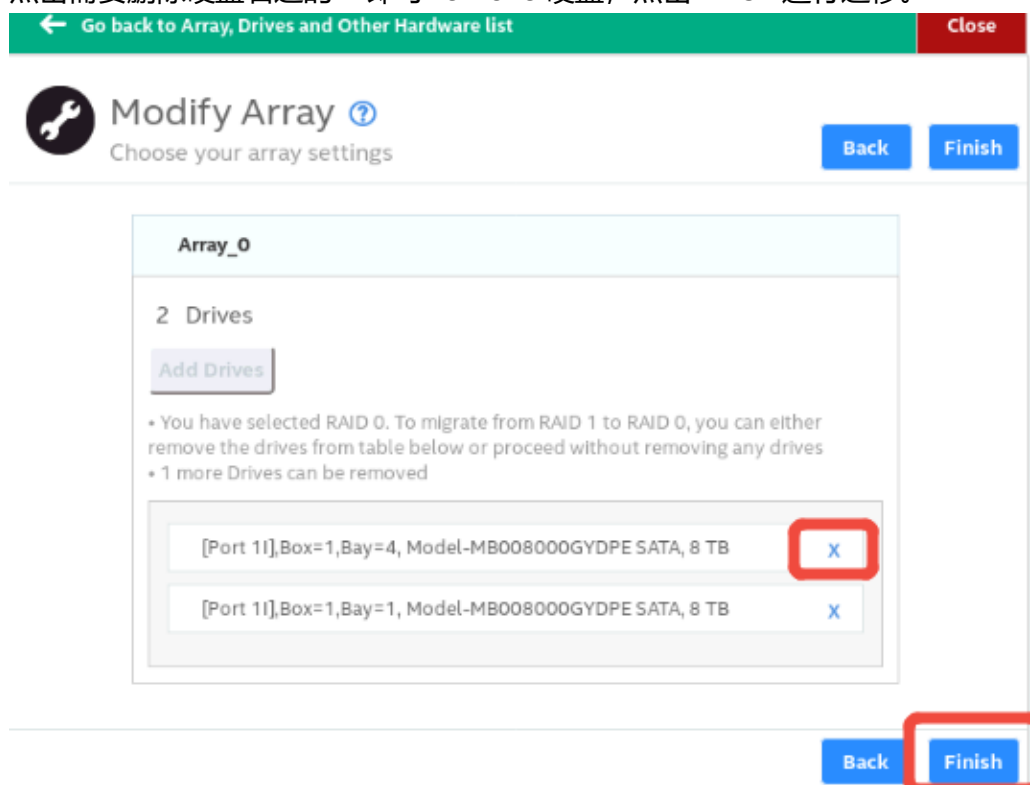 ← Go back to Array, Drives and Other Hardware list
Close
Modify Array ?
Choose your array settings
Back
Finish
Array_0
2 Drives
Add Drives
• You have selected RAID 0. To migrate from RAID 1 to RAID 0, you can either
remove the drives from table below or proceed without removing any drives
• 1 more Drives can be removed
[Port 1I],Box=1,Bay=4, Model-MB008000GYDPE SATA, 8 TB
X
[Port 1I],Box=1,Bay=1, Model-MB008000GYDPE SATA, 8 TB
X
Back
Finish